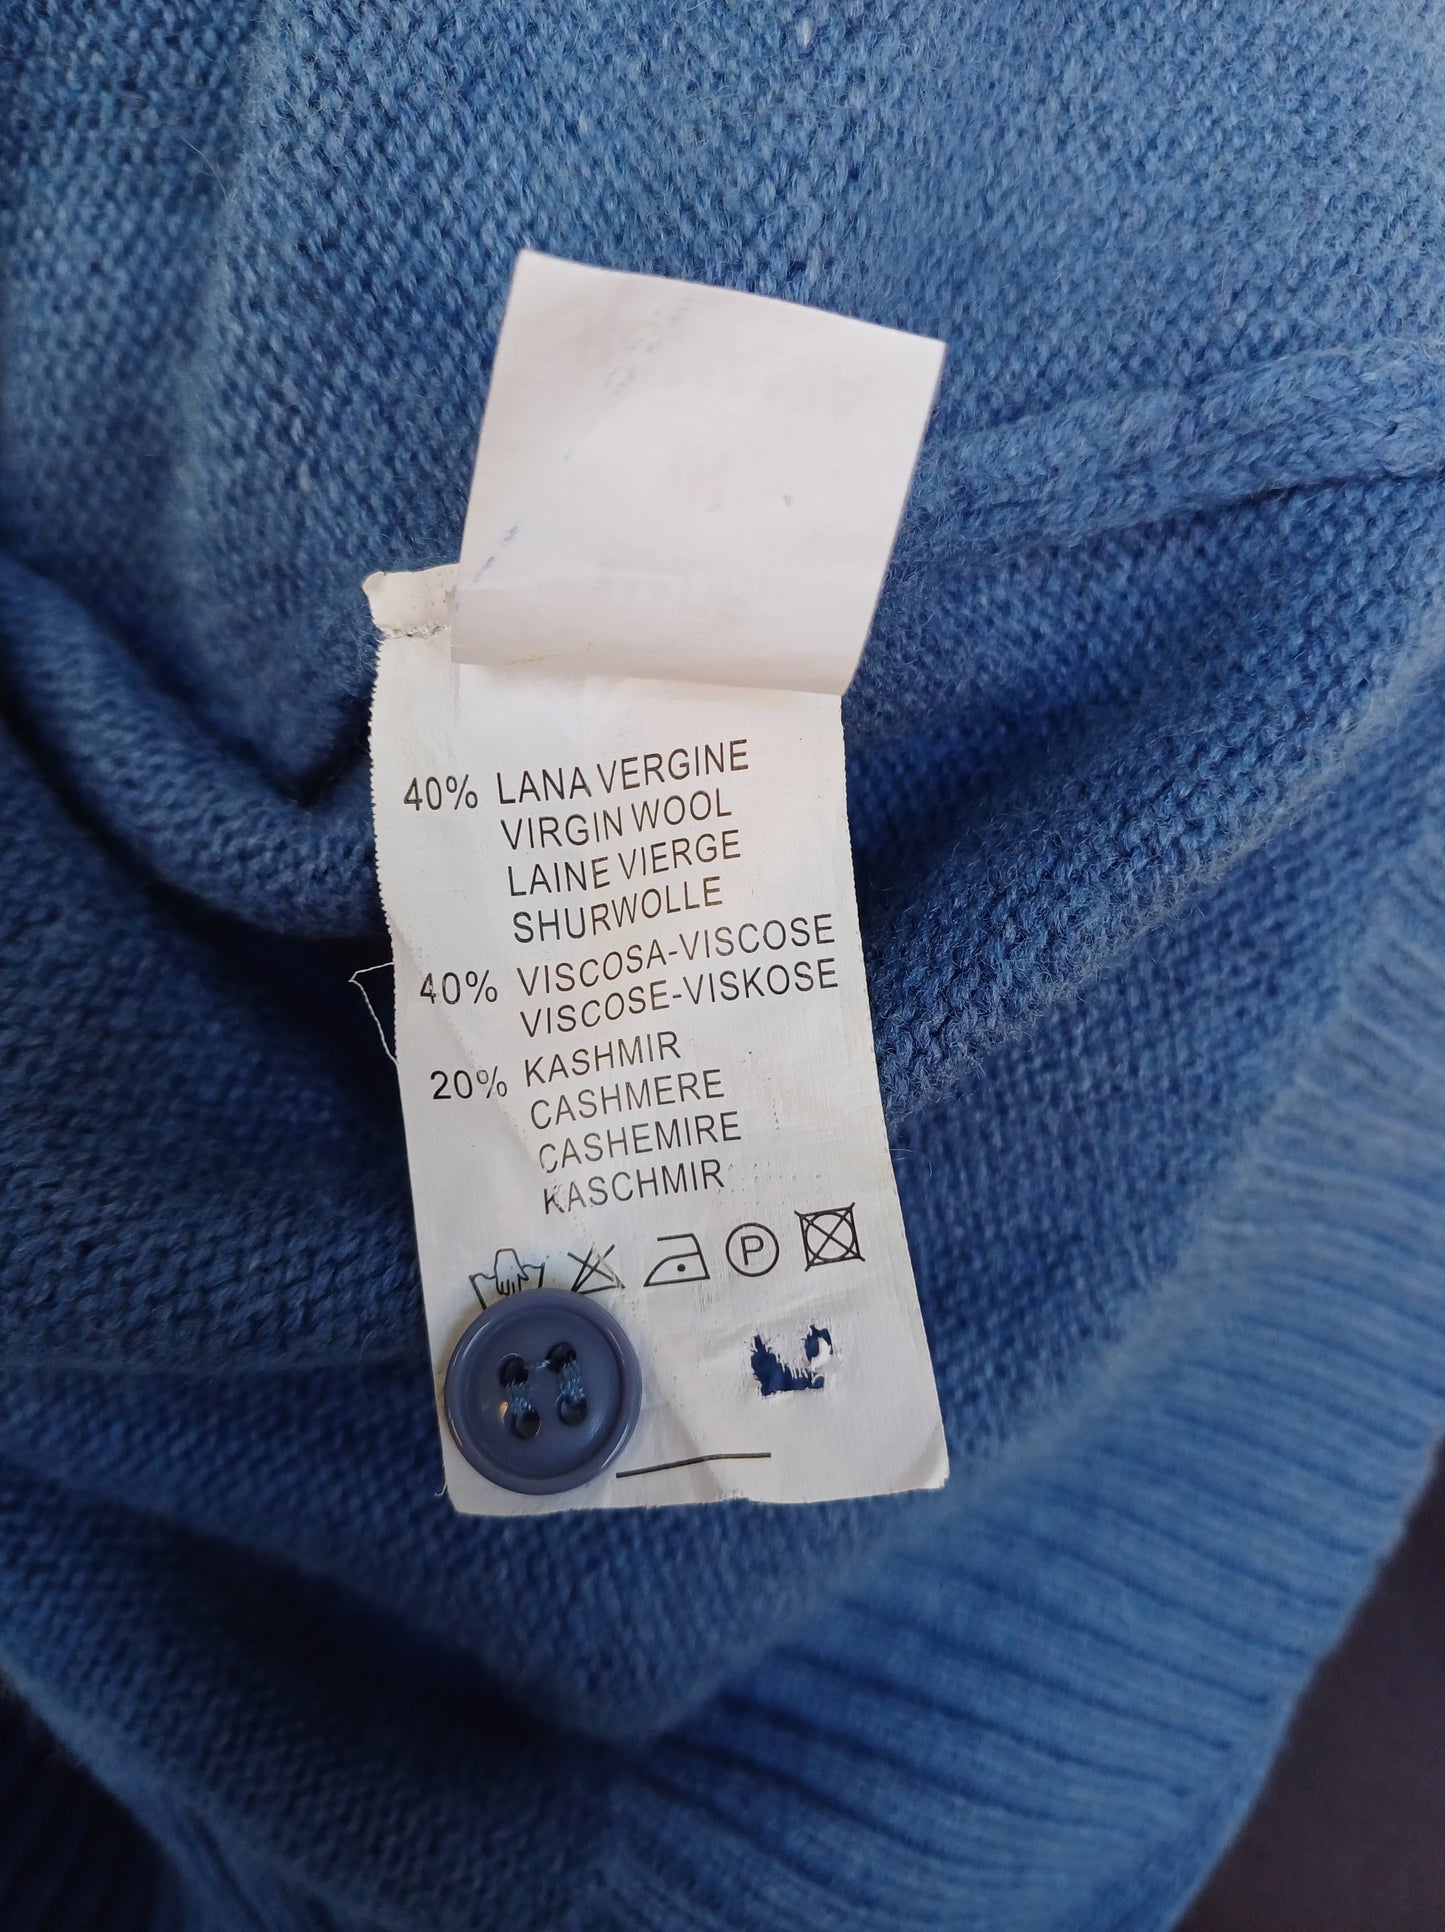 40% LANA VERGINE
VIRGIN WOOL
LAINE VIERGE
SHURWOLLE
40% VISCOSA-VISCOSE
VISCOSE-VISKOSE
20% KASHMIR
CASHMERE
CASHEMIRE
KASCHMIR
P